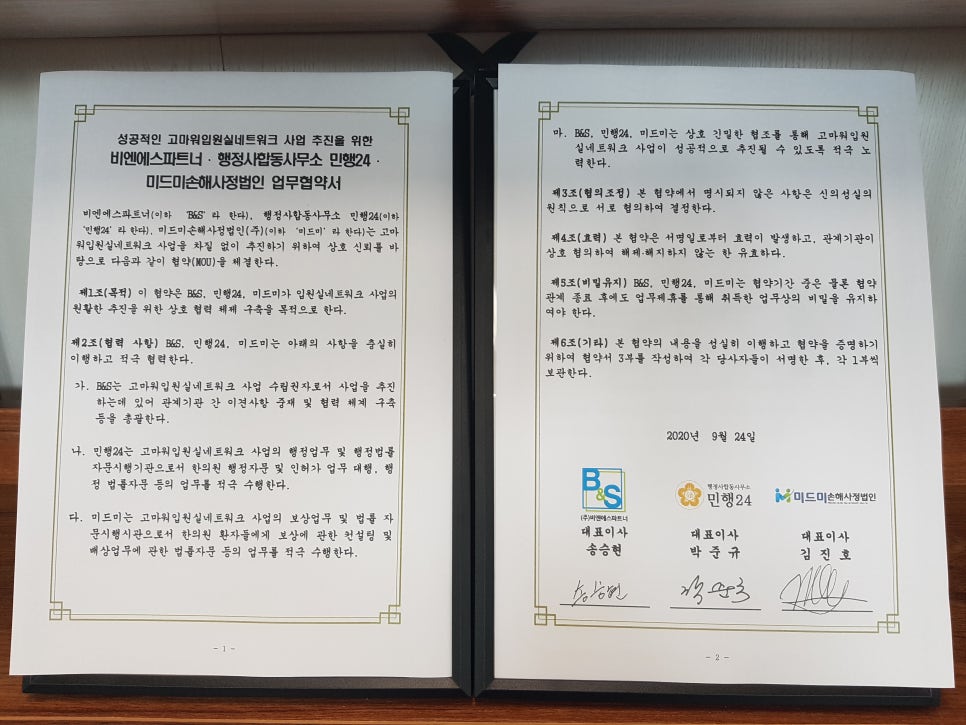 성공적인 고마워입원실네트워크 사업 추진을 위한
비엔에스파트너 · 행정사합동사무소 민행24 ·
미드미손해사정법인 업무협약서
비엔에스파트너(이하 'B&S' 라 한다), 행정사합동사무소 민행24(이하
'민행24' 라 한다), 미드미손해사정법인(주)(이하 '미드미' 라 한다)는 고마
워입원실네트워크 사업을 차질 없이 추진하기 위하여 상호 신뢰를 바
탕으로 다음과 같이 협약(MOU)을 체결한다.
제1조(목적) 이 협약은 B&S, 민행24, 미드미가 입원실네트워크 사업의
원활한 추진을 위한 상호 협력 체제 구축을 목적으로 한다.
제2조(협력 사항) B&S, 민행24, 미드미는 아래의 사항을 충실히
이행하고 적극 협력한다.
가. B&S는 고마워입원실네트워크 사업 수립권자로서 사업을 추진
하는데 있어 관계기관 간 이견사항 중재 및 협력 체계 구축
등을 총괄한다.
나. 민행24는 고마워입원실네트워크 사업의 행정업무 및 행정법률
자문시행기관으로서 한의원 행정자문 및 인허가 업무 대행, 행
정 법률자문 등의 업무를 적극 수행한다.
다. 미드미는 고마워입원실네트워크 사업의 보상업무 및 법률 자
문시행시관으로서 한의원 환자들에게 보상에 관한 컨설팅 및
배상업무에 관한 법률자문 등의 업무를 적극 수행한다.
- 1 -
마. B&S, 민행24, 미드미는 상호 긴밀한 협조를 통해 고마워입원
실네트워크 사업이 성공적으로 추진될 수 있도록 적극 노
력한다.
제3조(협의조정) 본 협약에서 명시되지 않은 사항은 신의성실의
원칙으로 서로 협의하여 결정한다.
제4조(효력) 본 협약은 서명일로부터 효력이 발생하고, 관계기관이
상호 협의하여 해제·해지하지 않는 한 유효하다.
제5조(비밀유지) B&S, 민행24, 미드미는 협약기간 중은 물론 협약
관계 종료 후에도 업무제휴를 통해 취득한 업무상의 비밀을 유지하
여야 한다.
제6조(기타) 본 협약의 내용을 성실히 이행하고 협약을 증명하기
위하여 협약서 3부를 작성하여 각 당사자들이 서명한 후, 각 1부씩
보관한다.
2020년 9월 24일
B&S
(주)비엔에스파트너
대표이사
송승현
송승현
행정사합동사무소
민행24
대표이사
박준규
박준규
미드미손해사정법인
대표이사
김진호
- 2 -